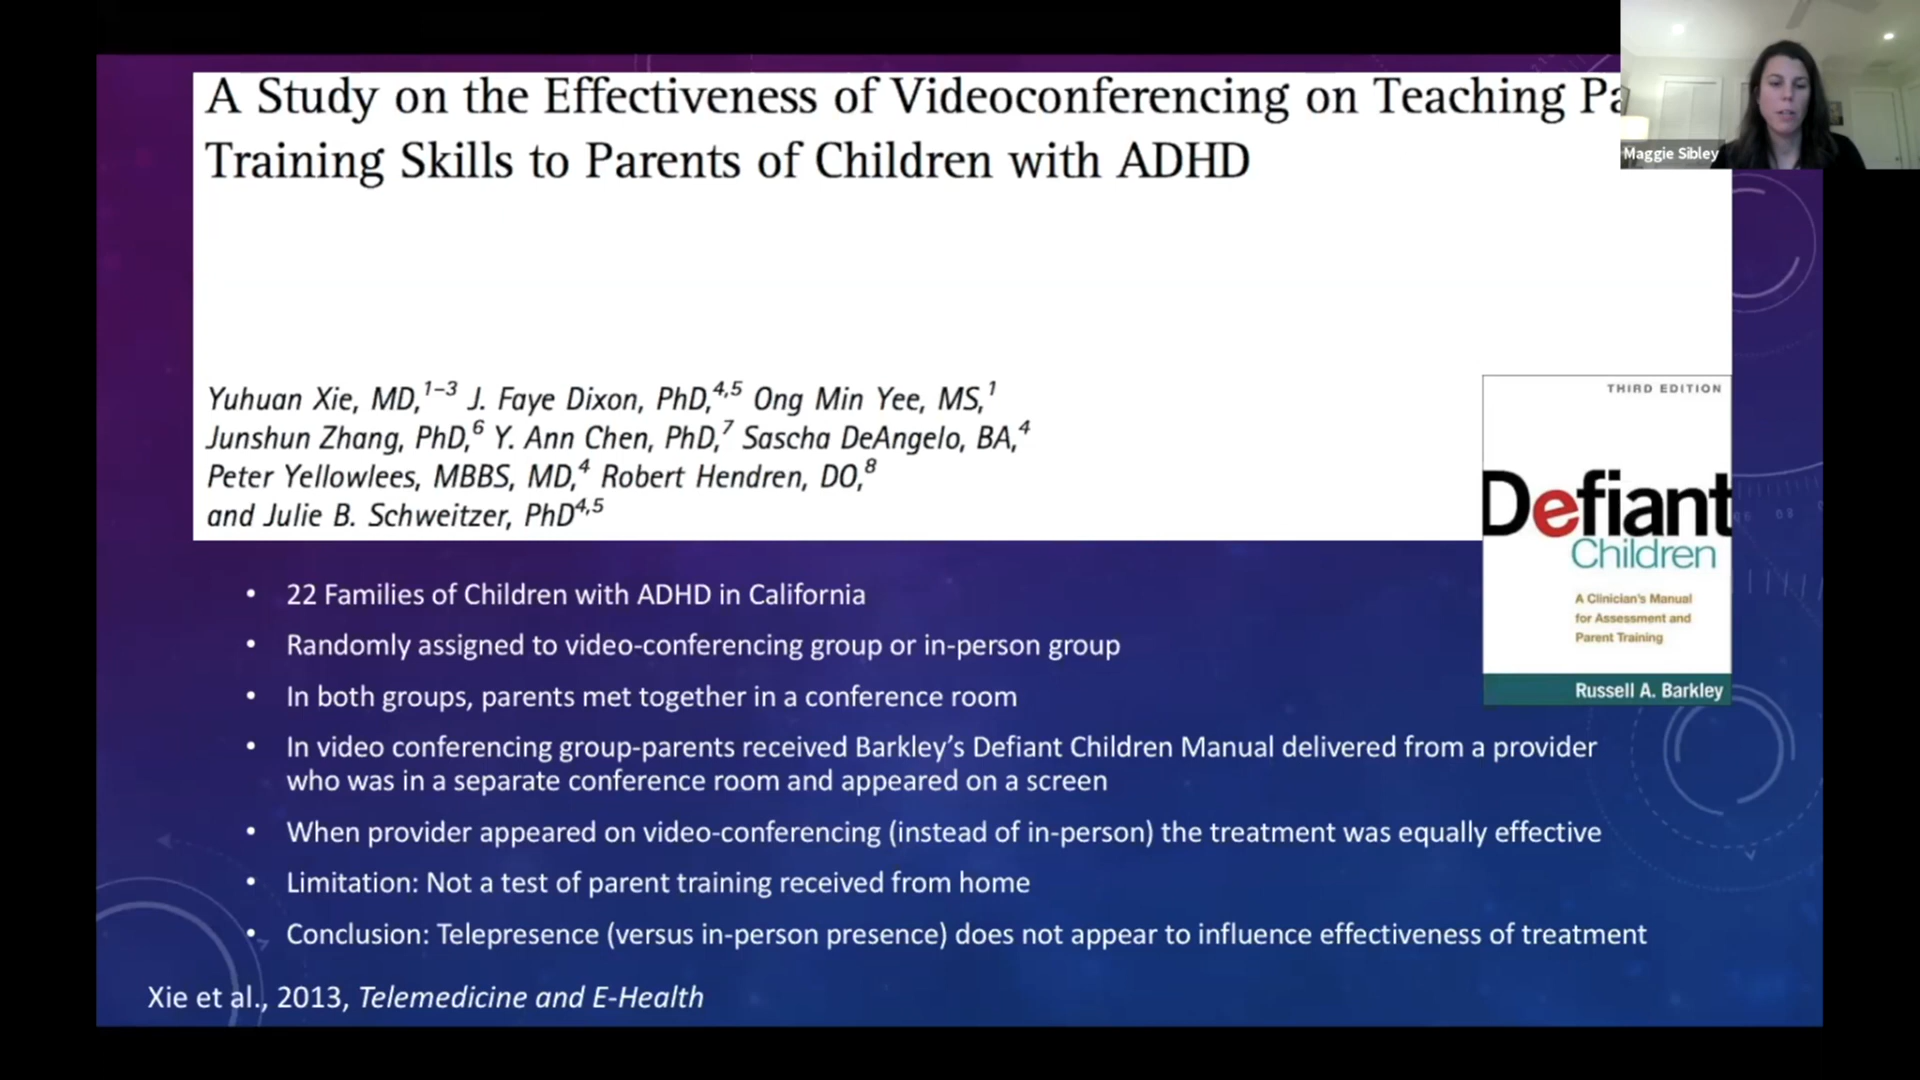 A Study on the Effectiveness of Videoconferencing on Teaching Pa
Training Skills to Parents of Children with ADHD
Maggie Sibley
Yuhuan Xie, MD,1–3 J. Faye Dixon, PhD,4,5 Ong Min Yee, MS,1
Junshun Zhang, PhD,6 Y. Ann Chen, PhD,7 Sascha DeAngelo, BA,4
Peter Yellowlees, MBBS, MD,4 Robert Hendren, DO,8
and Julie B. Schweitzer, PhD4,5
THIRD EDITION
Defiant
Children
A Clinician's Manual
for Assessment and
Parent Training
Russell A. Barkley
• 22 Families of Children with ADHD in California
• Randomly assigned to video-conferencing group or in-person group
• In both groups, parents met together in a conference room
• In video conferencing group-parents received Barkley's Defiant Children Manual delivered from a provider
who was in a separate conference room and appeared on a screen
• When provider appeared on video-conferencing (instead of in-person) the treatment was equally effective
• Limitation: Not a test of parent training received from home
• Conclusion: Telepresence (versus in-person presence) does not appear to influence effectiveness of treatment
Xie et al., 2013, Telemedicine and E-Health